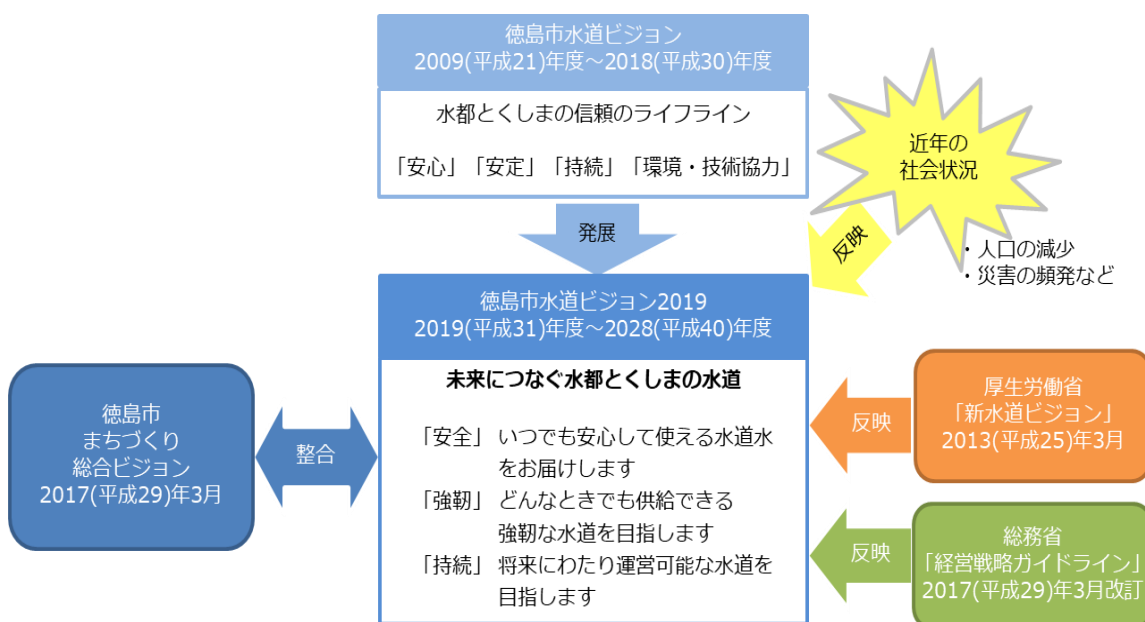 徳島市水道ビジョン
2009(平成21)年度～2018(平成30)年度
水都とくしまの信頼のライフライン
「安心」「安定」「持続」「環境・技術協力」
近年の
社会状況
反映
・人口の減少
・災害の頻発など
発展
徳島市水道ビジョン2019
2019(平成31)年度～2028(平成40)年度
未来につなぐ水都とくしまの水道
「安全」いつでも安心して使える水道水
をお届けします
「強靭」どんなときでも供給できる
強靭な水道を目指します
「持続」将来にわたり運営可能な水道を
目指します
徳島市
まちづくり
総合ビジョン
2017(平成29)年3月
整合
反映
厚生労働省
「新水道ビジョン」
2013(平成25)年3月
反映
総務省
「経営戦略ガイドライン」
2017(平成29)年3月改訂